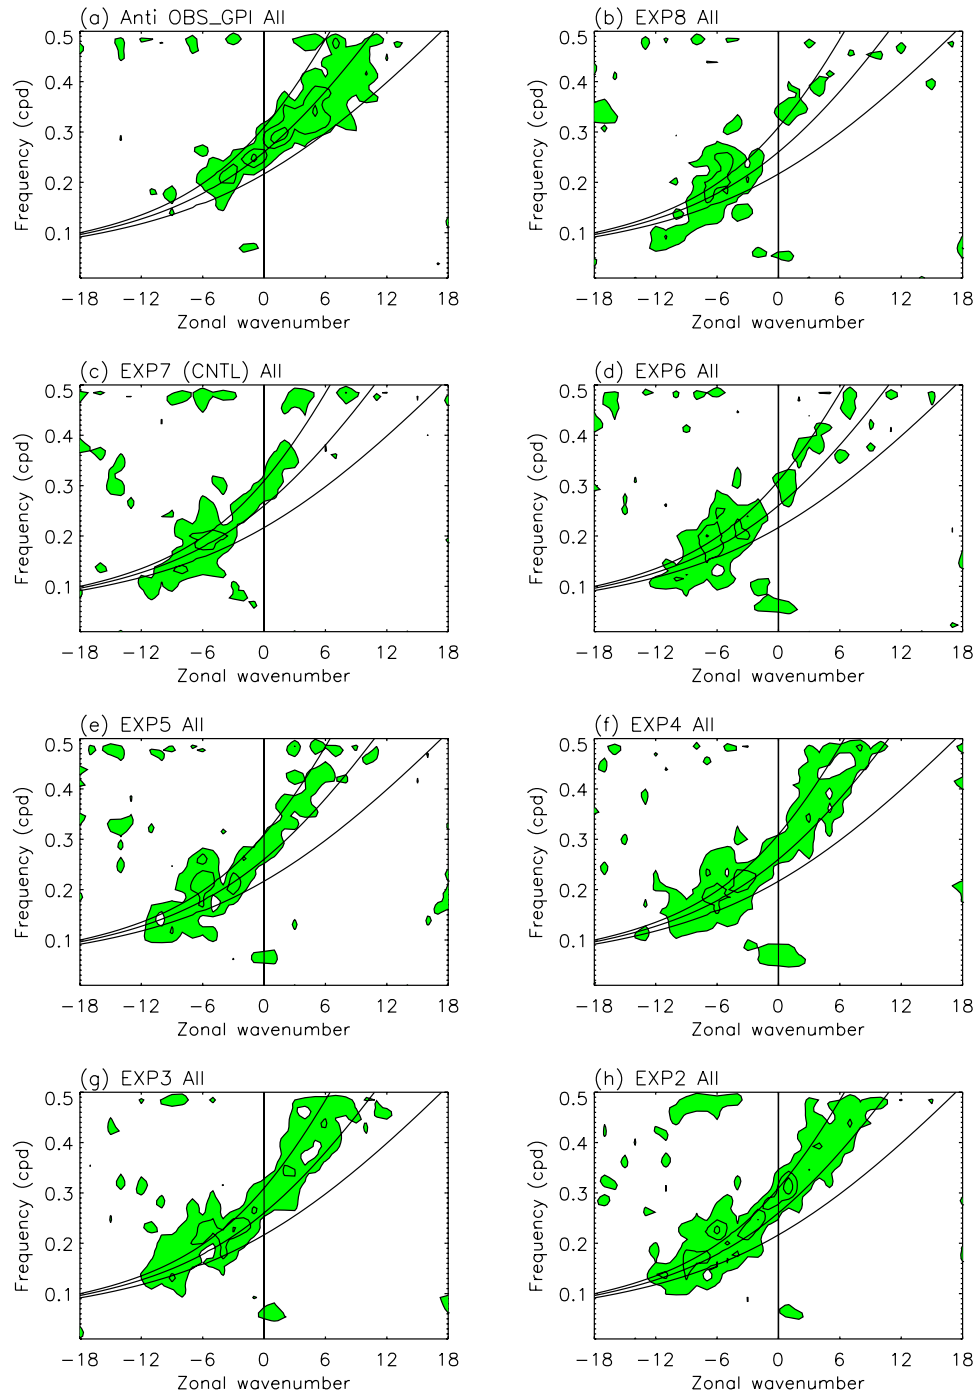 (a) Anti OBS_GPI All
(b) EXP8 All
0.5
0.4
0.3
0.2
0.1
Frequency (cpd)
-18 -12 -6 0 6 12 18
Zonal wavenumber
0.5
0.4
0.3
0.2
0.1
Frequency (cpd)
-18 -12 -6 0 6 12 18
Zonal wavenumber
(c) EXP7 (CNTL) All
(d) EXP6 All
0.5
0.4
0.3
0.2
0.1
Frequency (cpd)
-18 -12 -6 0 6 12 18
Zonal wavenumber
0.5
0.4
0.3
0.2
0.1
Frequency (cpd)
-18 -12 -6 0 6 12 18
Zonal wavenumber
(e) EXP5 All
(f) EXP4 All
0.5
0.4
0.3
0.2
0.1
Frequency (cpd)
-18 -12 -6 0 6 12 18
Zonal wavenumber
0.5
0.4
0.3
0.2
0.1
Frequency (cpd)
-18 -12 -6 0 6 12 18
Zonal wavenumber
(g) EXP3 All
(h) EXP2 All
0.5
0.4
0.3
0.2
0.1
Frequency (cpd)
-18 -12 -6 0 6 12 18
Zonal wavenumber
0.5
0.4
0.3
0.2
0.1
Frequency (cpd)
-18 -12 -6 0 6 12 18
Zonal wavenumber